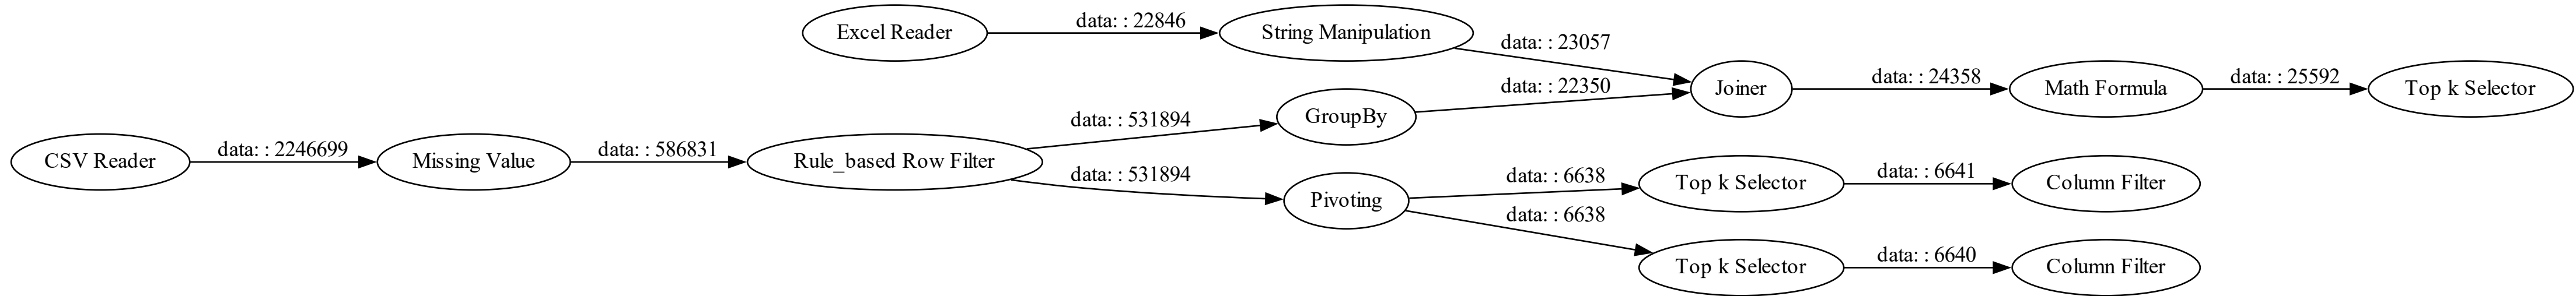 Excel Reader
data: : 22846
String Manipulation
data: : 23057
Joiner
data: : 24358
Math Formula
data: : 25592
Top k Selector
CSV Reader
data: : 2246699
Missing Value
data: : 586831
Rule_based Row Filter
data: : 531894
GroupBy
data: : 22350
data: : 531894
Pivoting
data: : 6638
Top k Selector
data: : 6641
Column Filter
data: : 6638
Top k Selector
data: : 6640
Column Filter